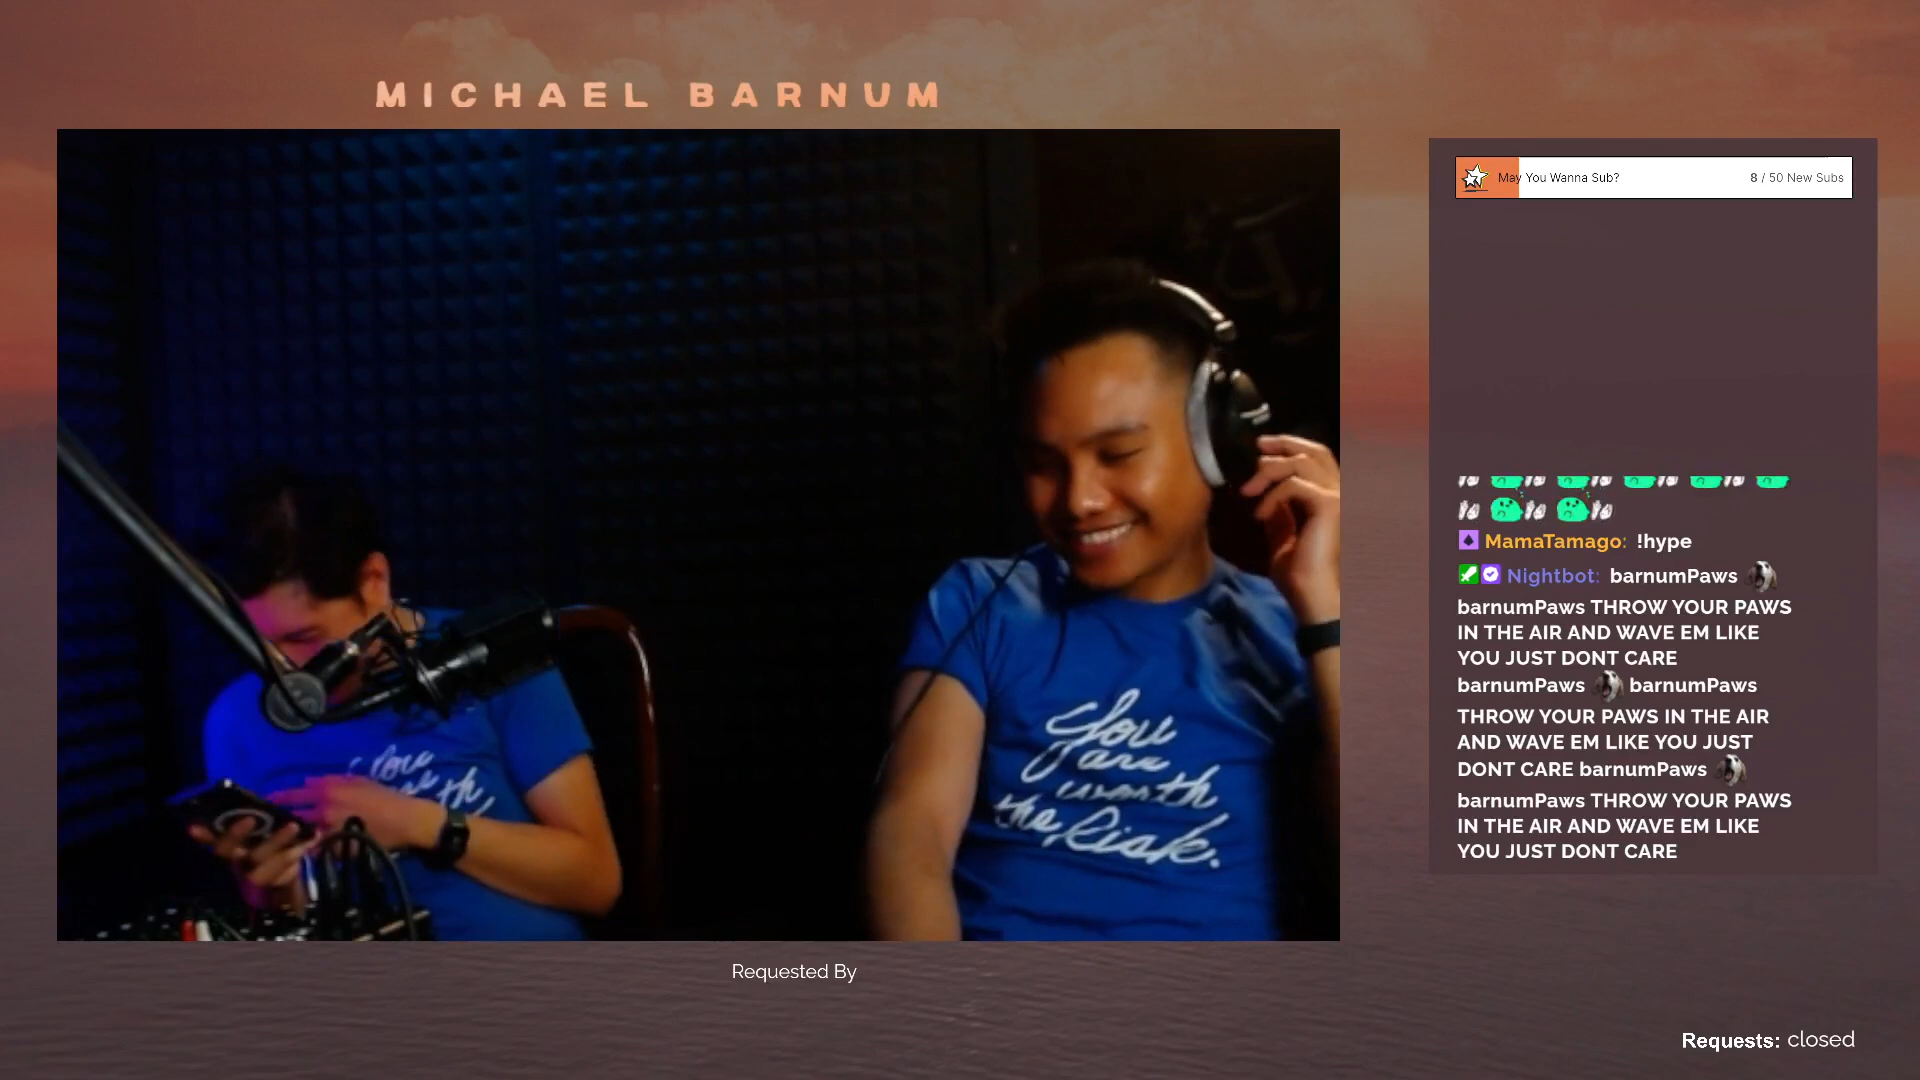 MICHAEL BARNUM
May You Wanna Sub?
8 / 50 New Subs
MamaTamago: !hype
Nightbot: barnumPaws
barnumPaws THROW YOUR PAWS
IN THE AIR AND WAVE EM LIKE
YOU JUST DONT CARE
barnumPaws barnumPaws
THROW YOUR PAWS IN THE AIR
AND WAVE EM LIKE YOU JUST
DONT CARE barnumPaws
barnumPaws THROW YOUR PAWS
IN THE AIR AND WAVE EM LIKE
YOU JUST DONT CARE
You
are
worth
the Risk.
You
Requested By
Requests: closed